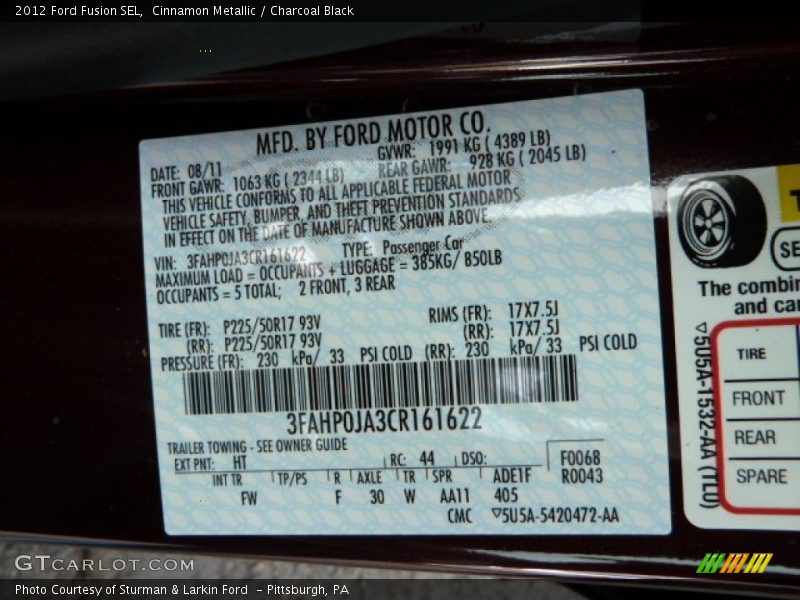 2012 Ford Fusion SEL, Cinnamon Metallic / Charcoal Black
MFD. BY FORD MOTOR CO.
DATE: 08/11 GVWR: 1991 KG ( 4389 LB)
FRONT GAWR: 1063 KG ( 2344 LB) REAR GAWR: 928 KG ( 2045 LB)
THIS VEHICLE CONFORMS TO ALL APPLICABLE FEDERAL MOTOR
VEHICLE SAFETY, BUMPER, AND THEFT PREVENTION STANDARDS
IN EFFECT ON THE DATE OF MANUFACTURE SHOWN ABOVE.
VIN: 3FAHP0JA3CR161622 TYPE: Passenger Car
MAXIMUM LOAD = OCCUPANTS + LUGGAGE = 385KG/ 850LB
OCCUPANTS = 5 TOTAL; 2 FRONT, 3 REAR
TIRE (FR): P225/50R17 93V RIMS (FR): 17X7.5J
(RR): P225/50R17 93V (RR): 17X7.5J
PRESSURE (FR): 230 kPa/ 33 PSI COLD (RR): 230 kPa/ 33 PSI COLD
3FAHP0JA3CR161622
TRAILER TOWING - SEE OWNER GUIDE
EXT PNT: HT RC: 44 DSO: F0068
INT TR TP/PS R AXLE TR SPR ADE1F R0043
FW F 30 W AA11 405
CMC ▽5U5A-5420472-AA
T
SE
The combin
and car
TIRE
FRONT
REAR
SPARE
▽5U5A-1532-AA (TL0)
GTCARLOT.COM
Photo Courtesy of Sturman & Larkin Ford - Pittsburgh, PA